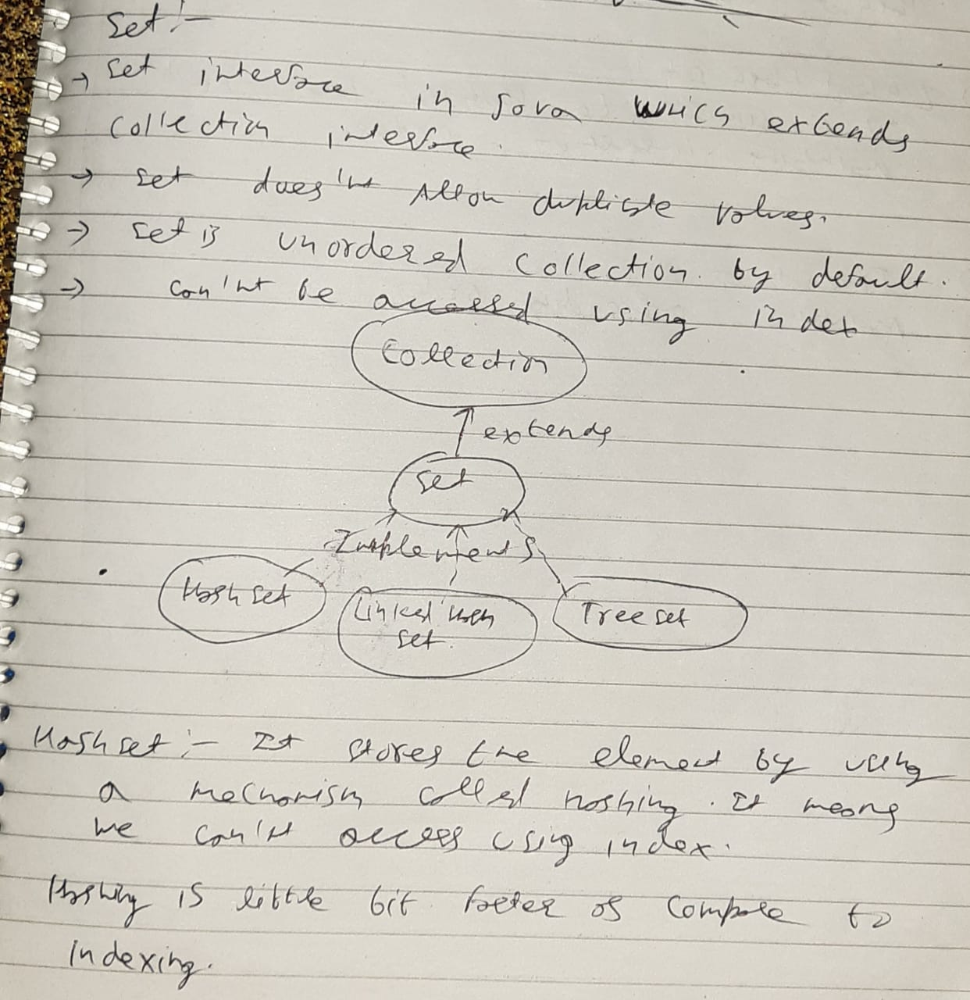 Set :-
→ Set interface in Java which extends
Collection interface.
→ Set does'nt Allow duplicate values.
→ Set is unordered Collection. by default.
→ can'nt be accessed using index
Collection
extends
Set
Implements
Hash set
Linked Hash
set
Tree set
Hash set :- It stores the element by using
a mechanism called hashing. It means
we can't access using index.
Hashing is little bit faster as compare to
indexing.